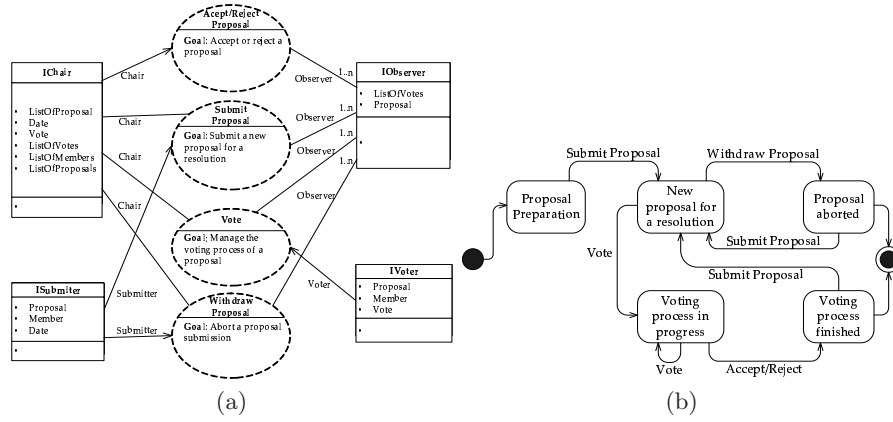 Acept/Reject
Proposal
Goal: Accept or reject a
proposal
IChair
ListOfProposal
Date
Vote
ListOfVotes
ListOfMembers
ListOfProposals
Chair
Chair
Chair
Chair
Observer
1..n
Observer
1..n
Observer
1..n
Observer
1..n
IObserver
ListOfVotes
Proposal
Submit
Proposal
Goal: Submit a new
proposal for a
resolution
Vote
Goal: Manage the
voting process of a
proposal
ISubmiter
Proposal
Member
Date
Submitter
Submitter
Withdraw
Proposal
Goal: Abort a proposal
submission
Voter
IVoter
Proposal
Member
Vote
(a)
Submit Proposal
Withdraw Proposal
Proposal
Preparation
New
proposal for
a resolution
Proposal
aborted
Submit Proposal
Vote
Submit Proposal
Voting
process in
progress
Voting
process
finished
Vote
Accept/Reject
(b)